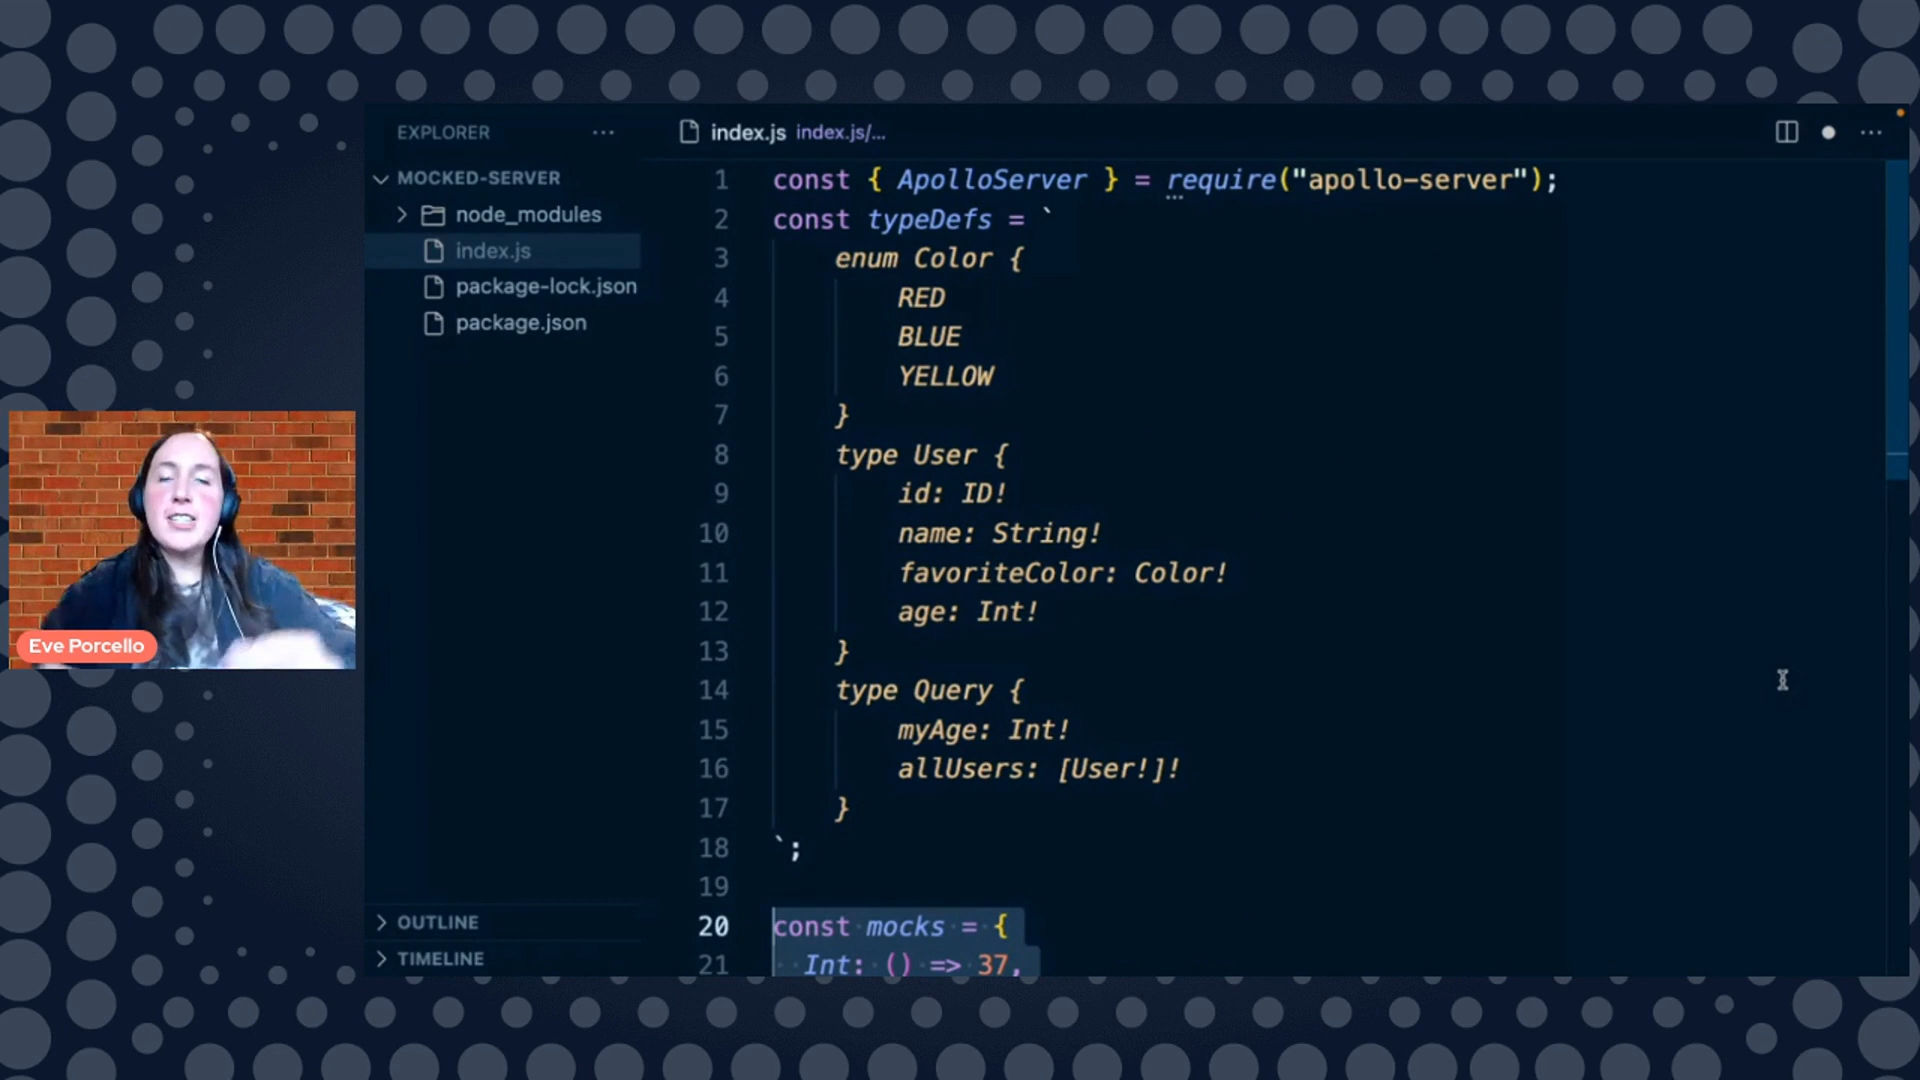 EXPLORER ...
MOCKED-SERVER
node_modules
index.js
package-lock.json
package.json
OUTLINE
TIMELINE
index.js index.js/...
1 const { ApolloServer } = require("apollo-server");
2 const typeDefs = `
3 enum Color {
4 RED
5 BLUE
6 YELLOW
7 }
8 type User {
9 id: ID!
10 name: String!
11 favoriteColor: Color!
12 age: Int!
13 }
14 type Query {
15 myAge: Int!
16 allUsers: [User!]!
17 }
18 `;
19
20 const mocks = {
21 Int: () => 37,
Eve Porcello